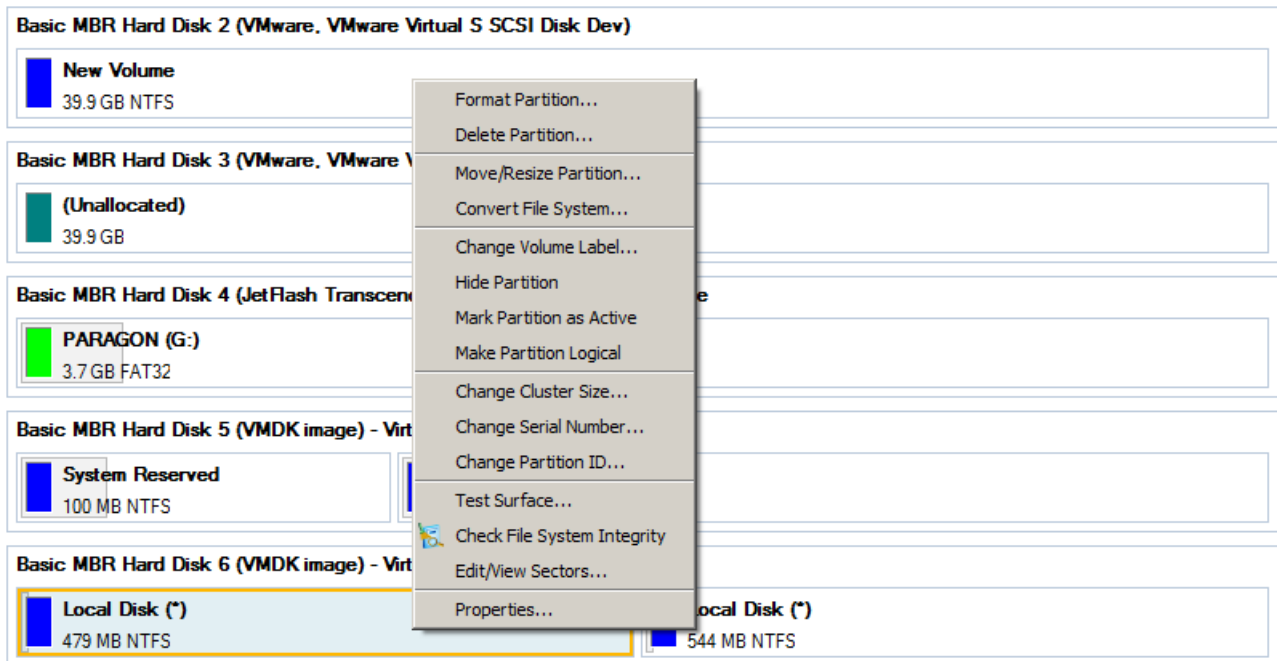 Basic MBR Hard Disk 2 (VMware, VMware Virtual S SCSI Disk Dev)
New Volume
39.9 GB NTFS
Basic MBR Hard Disk 3 (VMware, VMware
(Unallocated)
39.9 GB
Basic MBR Hard Disk 4 (JetFlash
PARAGON (G:)
3.7 GB FAT32
Basic MBR Hard Disk 5 (VMDK image) -
System Reserved
100 MB NTFS
Basic MBR Hard Disk 6 (VMDK image) -
Local Disk (*)
479 MB NTFS
Local Disk (*)
544 MB NTFS
Format Partition...
Delete Partition...
Move/Resize Partition...
Convert File System...
Change Volume Label...
Hide Partition
Mark Partition as Active
Make Partition Logical
Change Cluster Size...
Change Serial Number...
Change Partition ID...
Test Surface...
Check File System Integrity
Edit/View Sectors...
Properties...